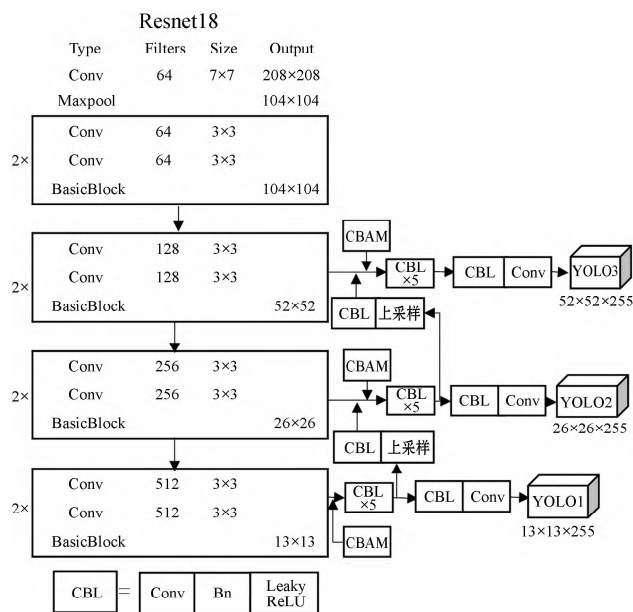 Resnet18
Type Filters Size Output
Conv 64 7×7 208×208
Maxpool 104×104
2×
Conv 64 3×3
Conv 64 3×3
BasicBlock 104×104
2×
Conv 128 3×3
Conv 128 3×3
BasicBlock 52×52
CBAM
CBL ×5
CBL Conv
YOLO3
52×52×255
CBL 上采样
2×
Conv 256 3×3
Conv 256 3×3
BasicBlock 26×26
CBAM
CBL ×5
CBL Conv
YOLO2
26×26×255
CBL 上采样
2×
Conv 512 3×3
Conv 512 3×3
BasicBlock 13×13
CBL ×5
CBL Conv
YOLO1
13×13×255
CBAM
CBL = Conv Bn Leaky ReLU